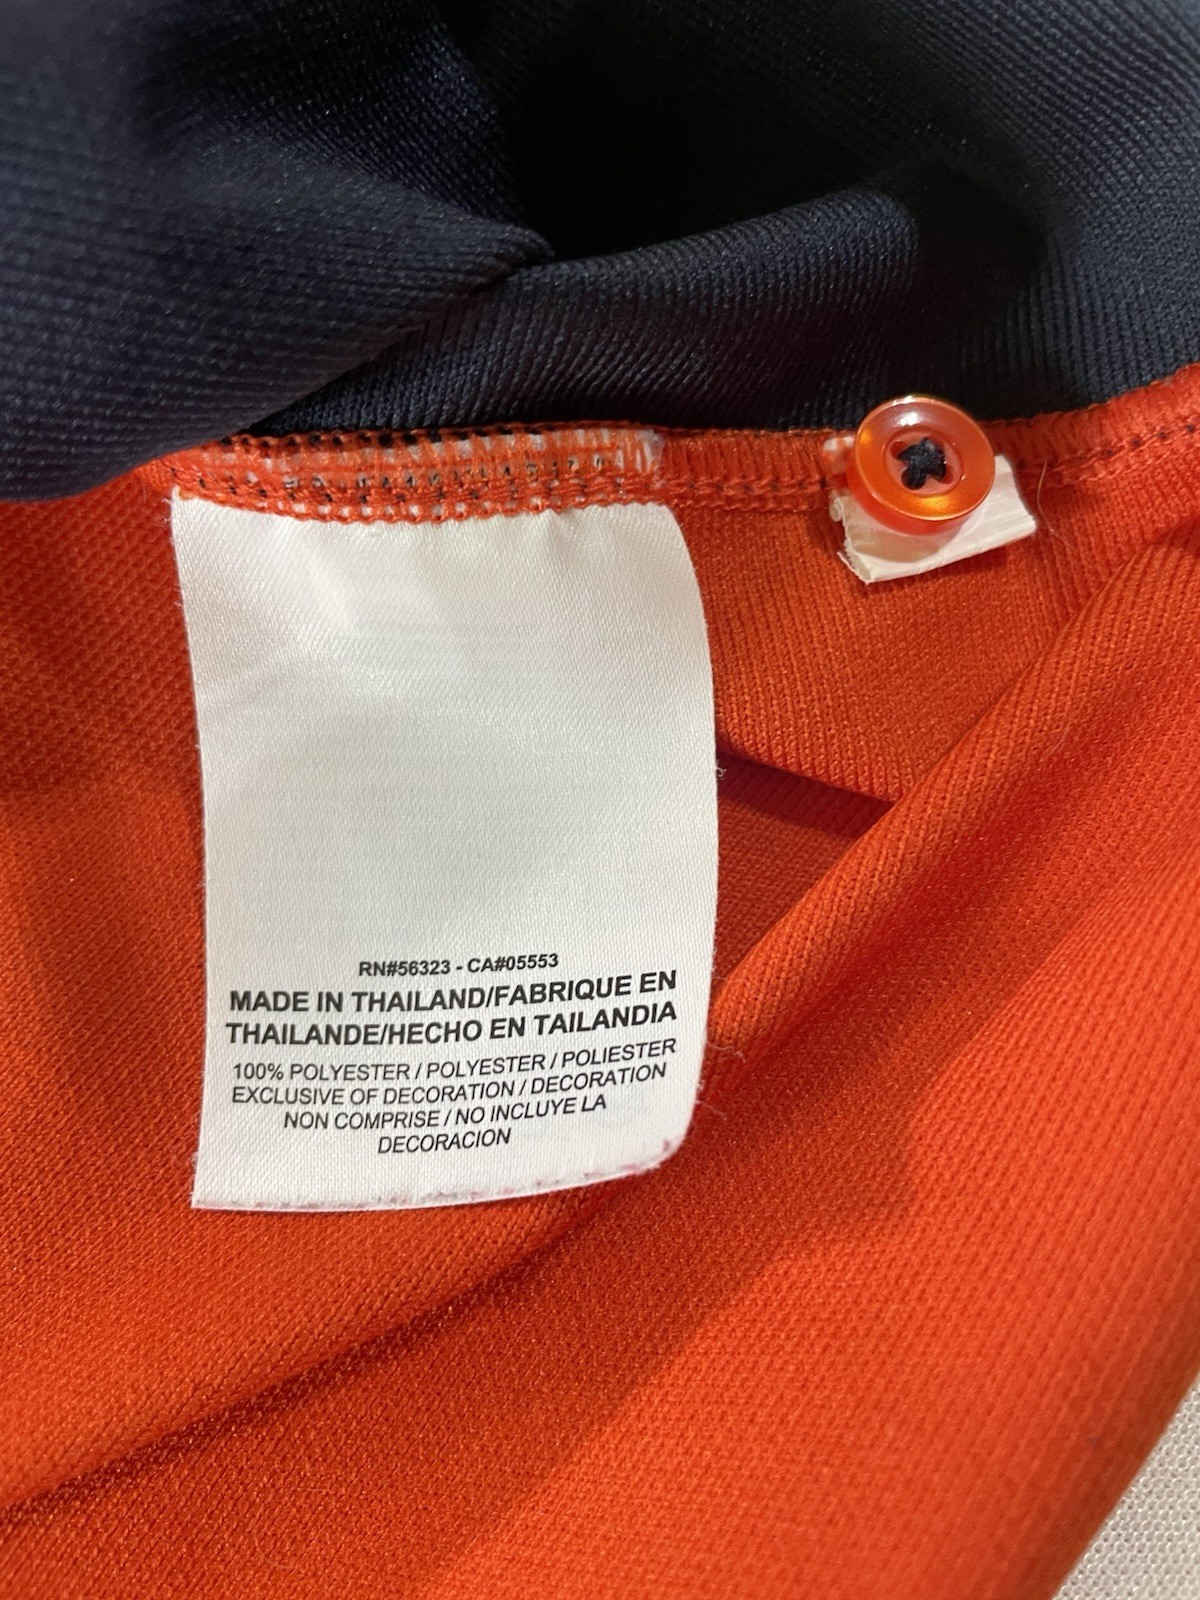 RN#56323 - CA#05553
MADE IN THAILAND/FABRIQUE EN
THAILANDE/HECHO EN TAILANDIA
100% POLYESTER / POLYESTER / POLIESTER
EXCLUSIVE OF DECORATION / DECORATION
NON COMPRISE / NO INCLUYE LA
DECORACION